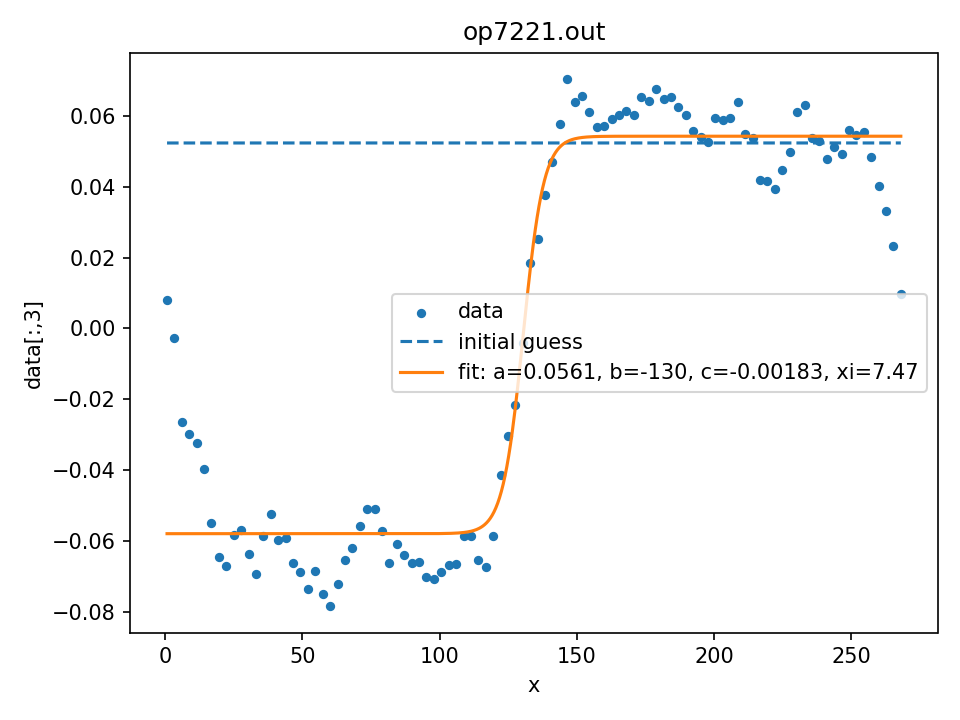 op7221.out
data[:,3]
0.06
0.04
0.02
0.00
−0.02
−0.04
−0.06
−0.08
data
initial guess
fit: a=0.0561, b=-130, c=-0.00183, xi=7.47
0 50 100 150 200 250
x